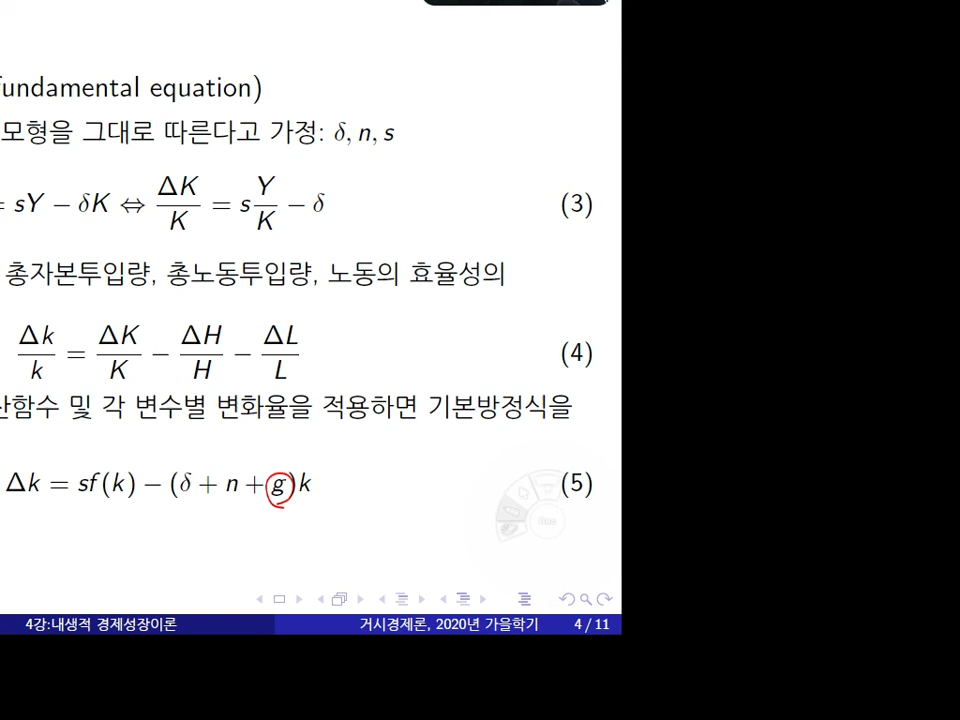 fundamental equation)
모형을 그대로 따른다고 가정: δ, n, s
= sY − δK ⇔ ΔK/K = s Y/K − δ (3)
총자본투입량, 총노동투입량, 노동의 효율성의
Δk/k = ΔK/K − ΔH/H − ΔL/L (4)
산함수 및 각 변수별 변화율을 적용하면 기본방정식을
Δk = sf(k) − (δ + n + g)k (5)
4강:내생적 경제성장이론 거시경제론, 2020년 가을학기 4 / 11